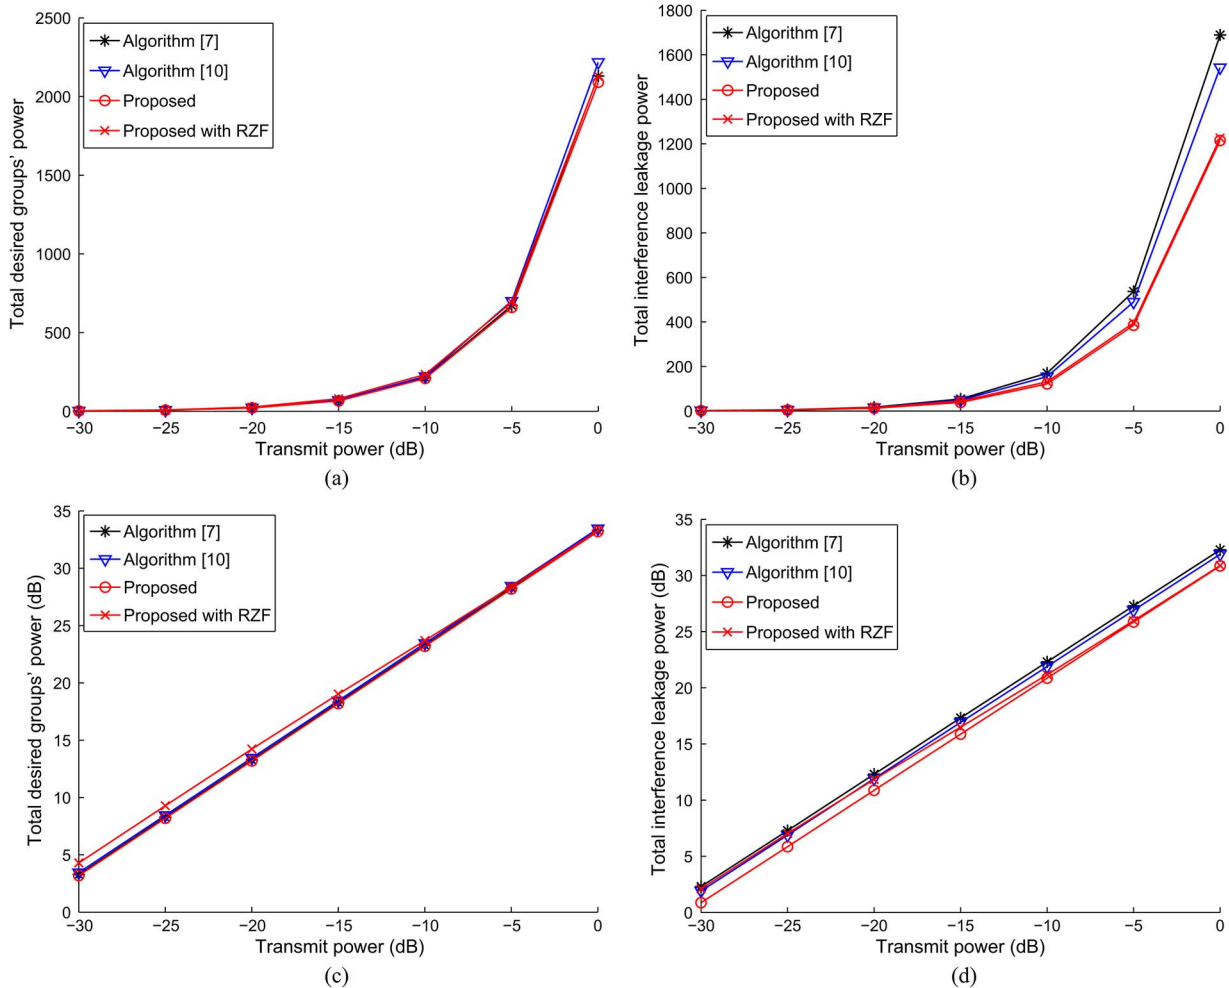 2500
2000
1500
1000
500
0
Total desired groups' power
Algorithm [7]
Algorithm [10]
Proposed
Proposed with RZF
−30 −25 −20 −15 −10 −5 0
Transmit power (dB)
(a)
1800
1600
1400
1200
1000
800
600
400
200
0
Total interference leakage power
Algorithm [7]
Algorithm [10]
Proposed
Proposed with RZF
−30 −25 −20 −15 −10 −5 0
Transmit power (dB)
(b)
35
30
25
20
15
10
5
0
Total desired groups' power (dB)
Algorithm [7]
Algorithm [10]
Proposed
Proposed with RZF
−30 −25 −20 −15 −10 −5 0
Transmit power (dB)
(c)
35
30
25
20
15
10
5
0
Total interference leakage power (dB)
Algorithm [7]
Algorithm [10]
Proposed
Proposed with RZF
−30 −25 −20 −15 −10 −5 0
Transmit power (dB)
(d)